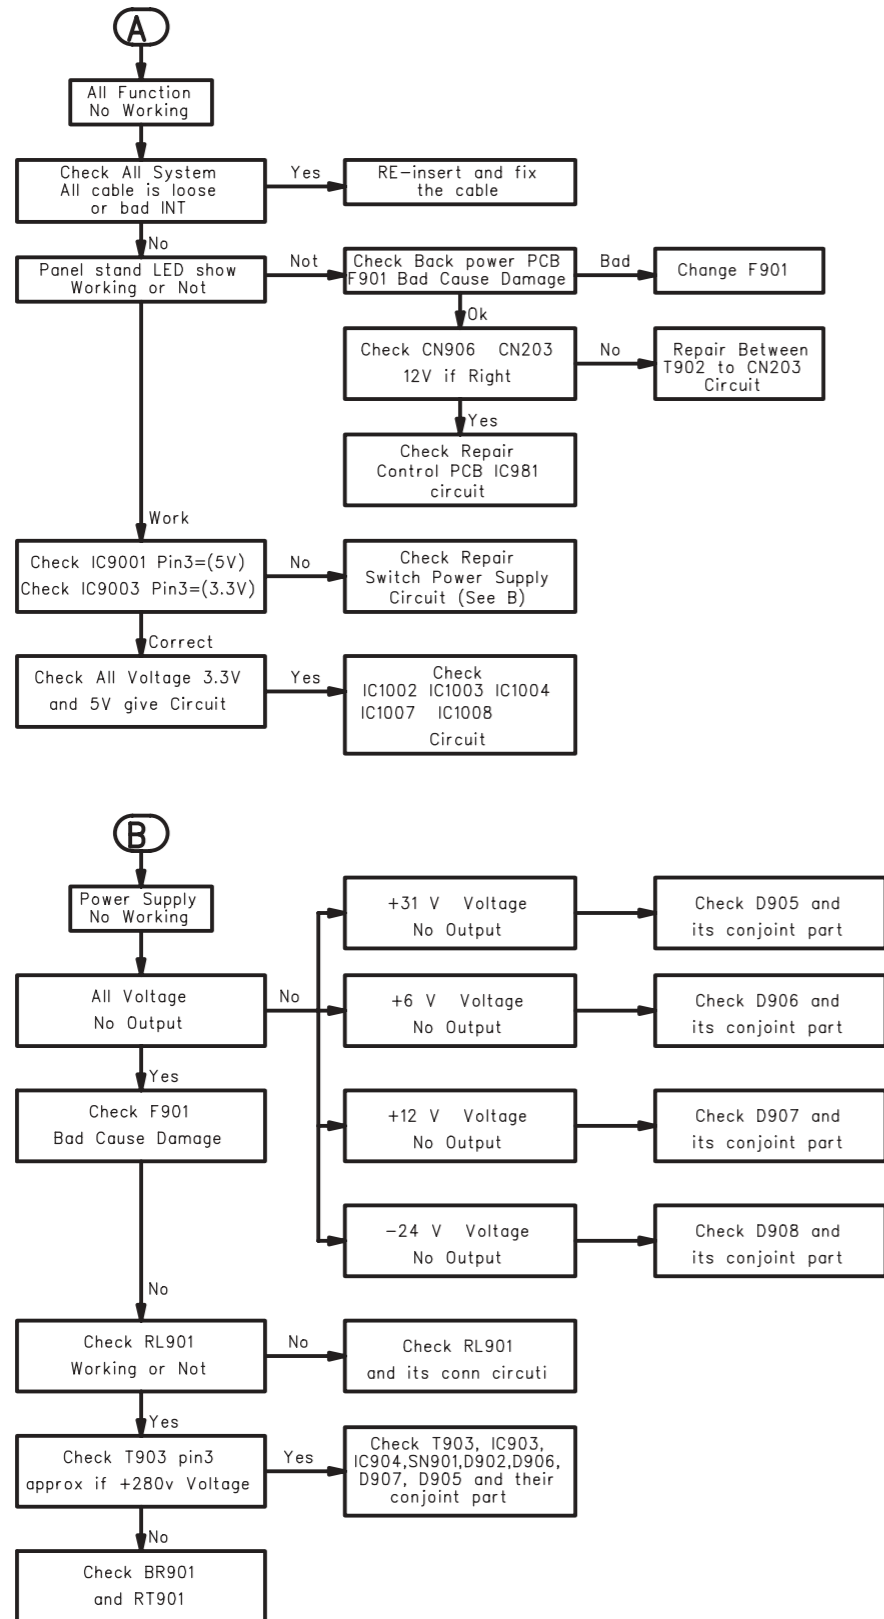 A
All Function
No Working
Check All System
All cable is loose
or bad INT
Yes
RE-insert and fix
the cable
No
Panel stand LED show
Working or Not
Not
Check Back power PCB
F901 Bad Cause Damage
Bad
Change F901
Ok
Check CN906 CN203
12V if Right
No
Repair Between
T902 to CN203
Circuit
Yes
Check Repair
Control PCB IC981
circuit
Work
Check IC9001 Pin3=(5V)
Check IC9003 Pin3=(3.3V)
No
Check Repair
Switch Power Supply
Circuit (See B)
Correct
Check All Voltage 3.3V
and 5V give Circuit
Yes
Check
IC1002 IC1003 IC1004
IC1007 IC1008
Circuit
B
Power Supply
No Working
All Voltage
No Output
No
+31 V Voltage
No Output
Check D905 and
its conjoint part
+6 V Voltage
No Output
Check D906 and
its conjoint part
+12 V Voltage
No Output
Check D907 and
its conjoint part
-24 V Voltage
No Output
Check D908 and
its conjoint part
Yes
Check F901
Bad Cause Damage
No
Check RL901
Working or Not
No
Check RL901
and its conn circuti
Yes
Check T903 pin3
approx if +280v Voltage
Yes
Check T903, IC903,
IC904,SN901,D902,D906,
D907, D905 and their
conjoint part
No
Check BR901
and RT901